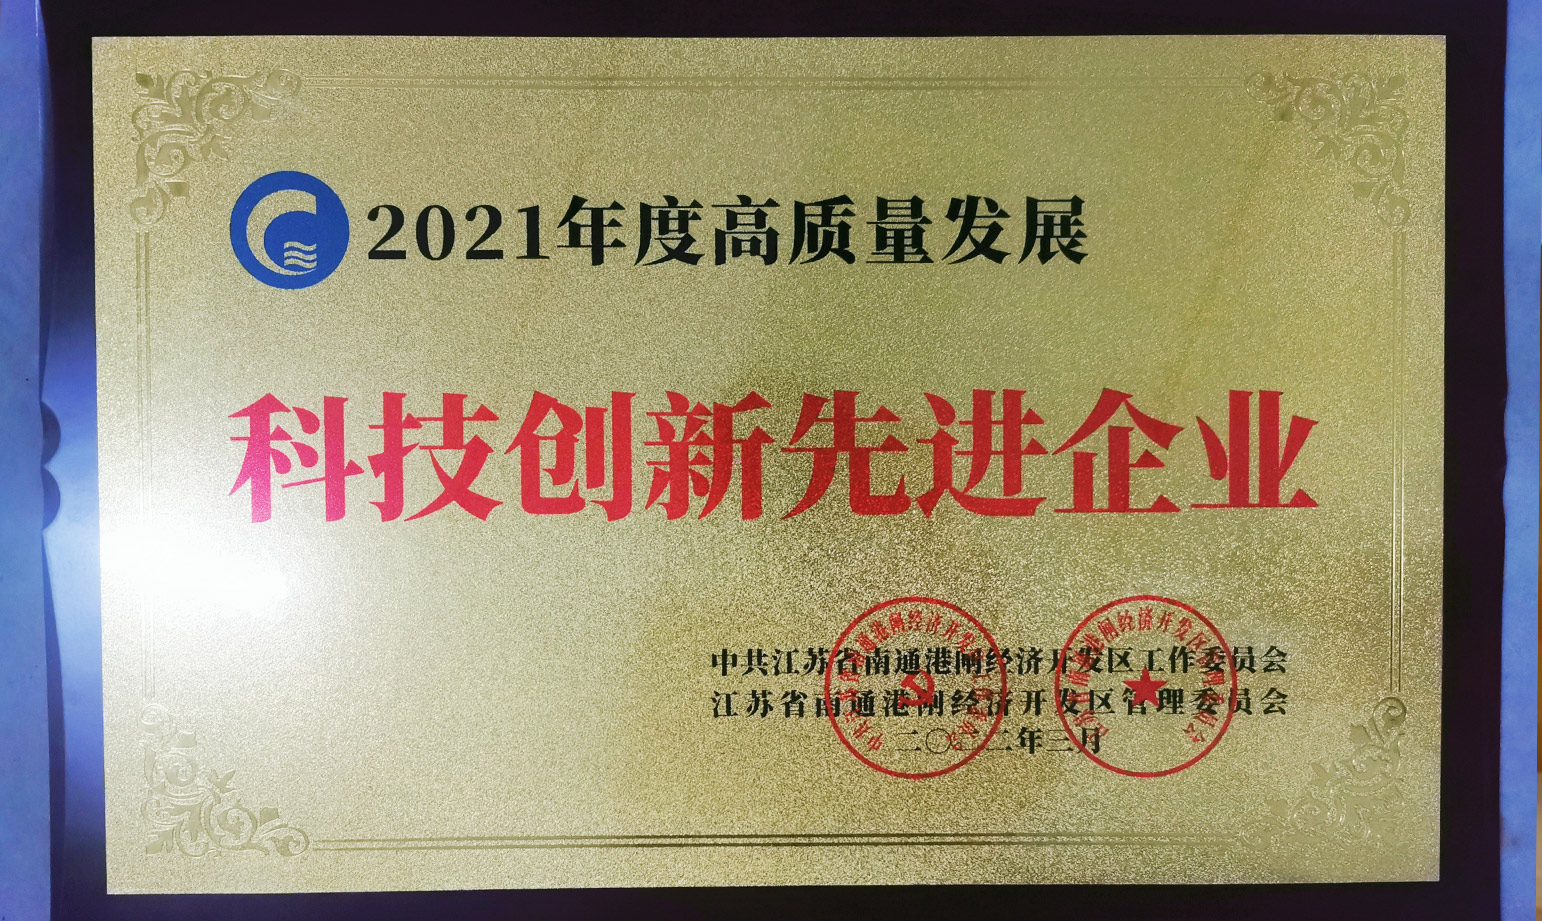 2021年度高质量发展
科技创新先进企业
中共江苏省南通港闸经济开发区工作委员会
江苏省南通港闸经济开发区管理委员会
二〇二二年三月